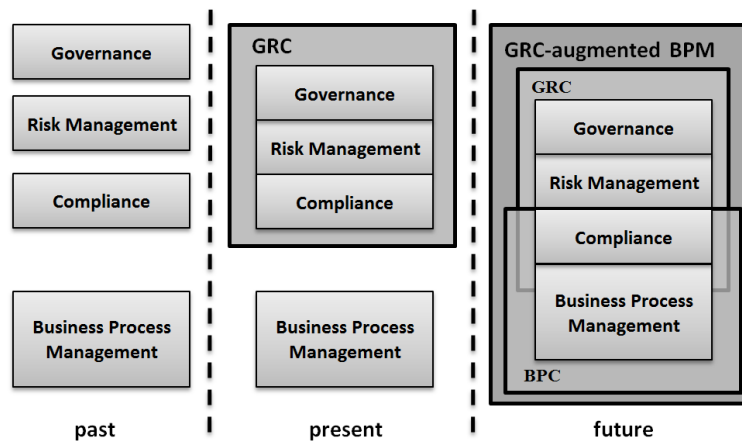 Governance
Risk Management
Compliance
Business Process
Management
past
GRC
Governance
Risk Management
Compliance
Business Process
Management
present
GRC-augmented BPM
GRC
Governance
Risk Management
Compliance
Business Process
Management
BPC
future